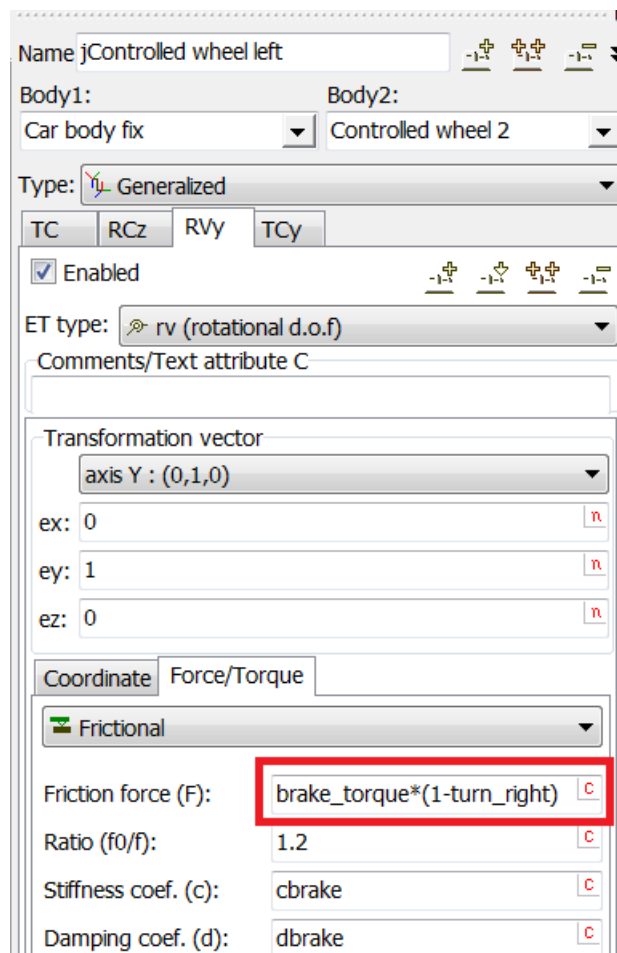 Name jControlled wheel left
Body1: Body2:
Car body fix Controlled wheel 2
Type: Generalized
TC RCz RVy TCy
Enabled
ET type: rv (rotational d.o.f)
Comments/Text attribute C
Transformation vector
axis Y : (0,1,0)
ex: 0 n
ey: 1 n
ez: 0 n
Coordinate Force/Torque
Frictional
Friction force (F): brake_torque*(1-turn_right) C
Ratio (f0/f): 1.2 C
Stiffness coef. (c): cbrake C
Damping coef. (d): dbrake C